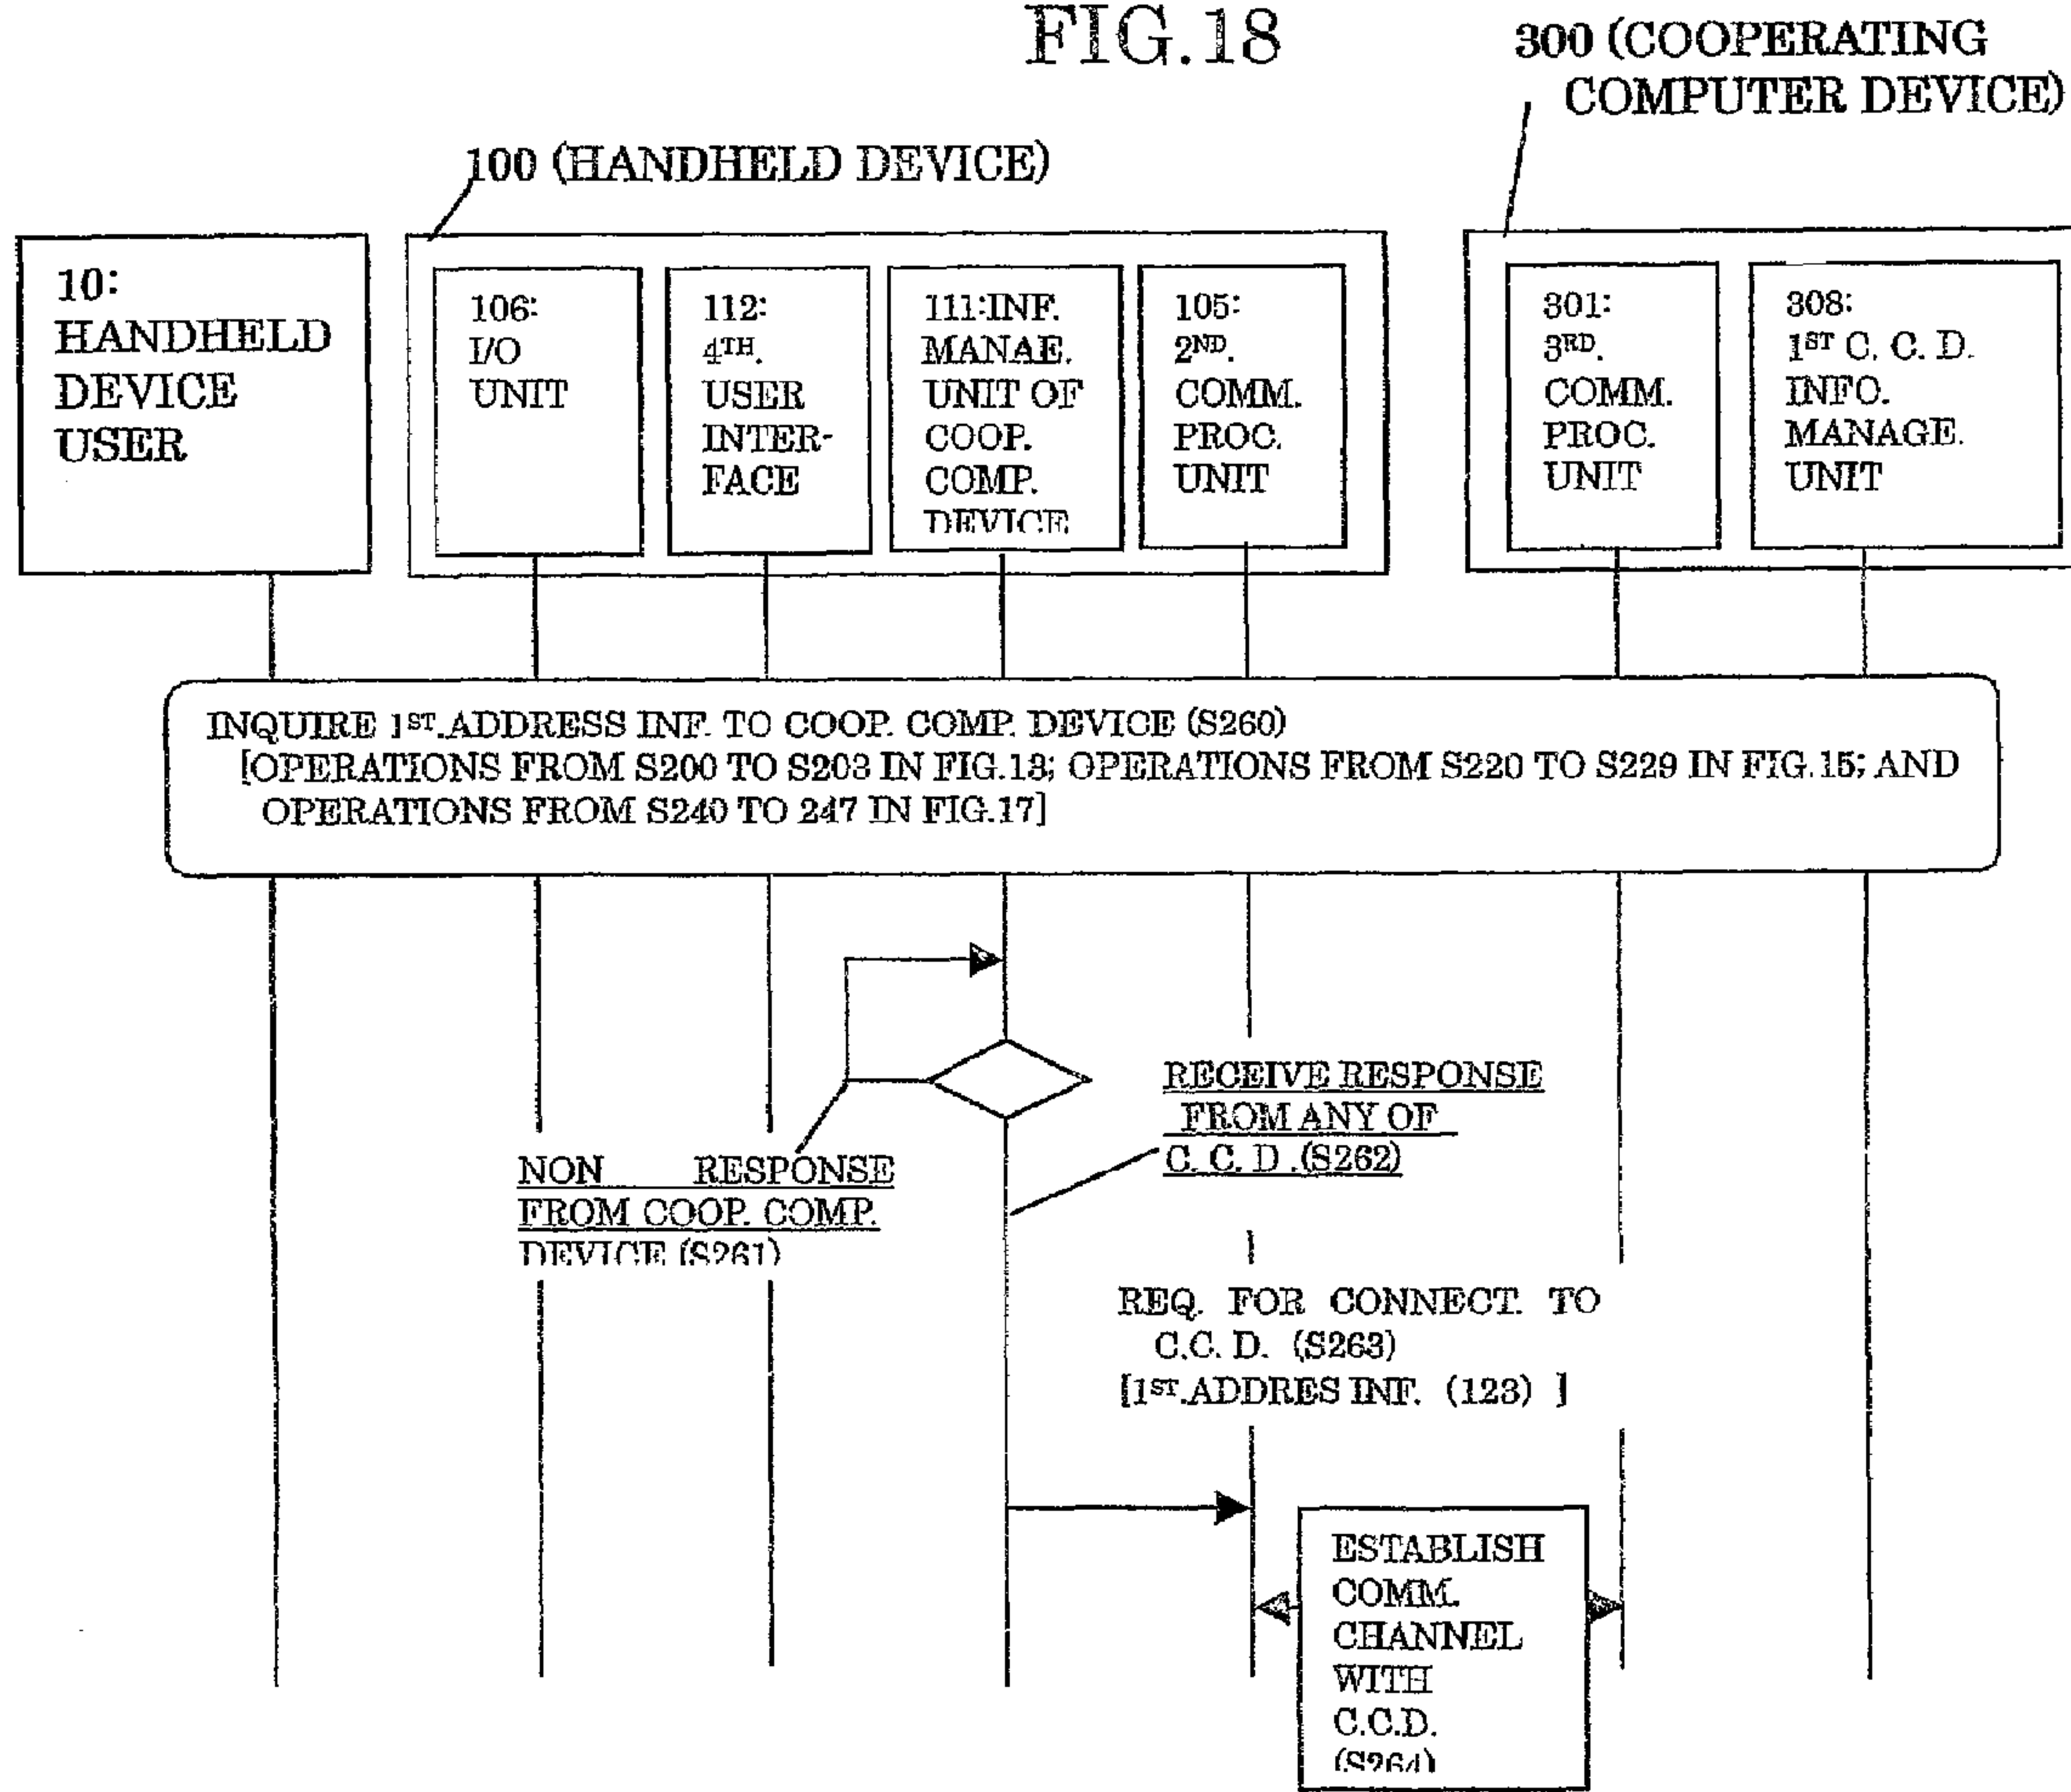 FIG.18
300 (COOPERATING
COMPUTER DEVICE)
100 (HANDHELD DEVICE)
10:
HANDHELD
DEVICE
USER
106:
I/O
UNIT
112:
4TH.
USER
INTER-
FACE
111:INF.
MANAE.
UNIT OF
COOP.
COMP.
DEVICE
105:
2ND.
COMM.
PROC.
UNIT
301:
3RD.
COMM.
PROC.
UNIT
308:
1ST C. C. D.
INFO.
MANAGE.
UNIT
INQUIRE 1ST.ADDRESS INF. TO COOP. COMP. DEVICE (S260)
[OPERATIONS FROM S200 TO S203 IN FIG.13; OPERATIONS FROM S220 TO S229 IN FIG.15; AND
OPERATIONS FROM S240 TO 247 IN FIG.17]
RECEIVE RESPONSE
FROM ANY OF
C. C. D .(S262)
NON RESPONSE
FROM COOP. COMP.
DEVICE (S261)
REQ. FOR CONNECT. TO
C.C. D. (S263)
[1ST.ADDRES INF. (123) ]
ESTABLISH
COMM.
CHANNEL
WITH
C.C.D.
(S264)